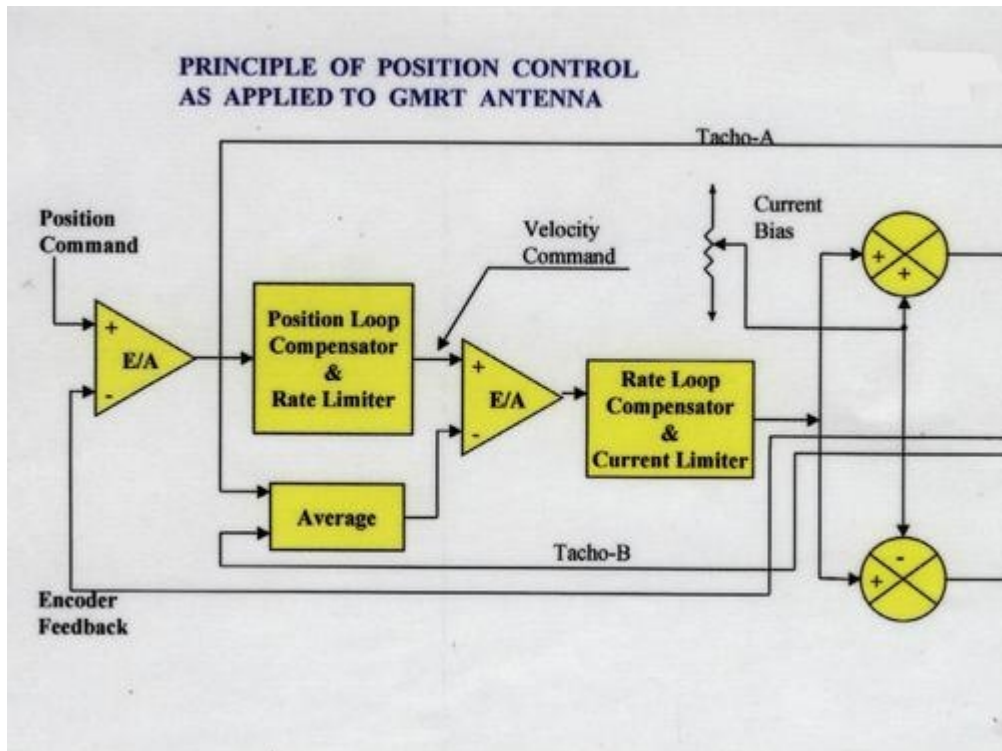 PRINCIPLE OF POSITION CONTROL
AS APPLIED TO GMRT ANTENNA
Tacho-A
Position
Command
Current
Bias
Velocity
Command
+
+
+
Position Loop
Compensator
&
Rate Limiter
+
E/A
-
+
E/A
-
Rate Loop
Compensator
&
Current Limiter
Average
Tacho-B
-
+
Encoder
Feedback